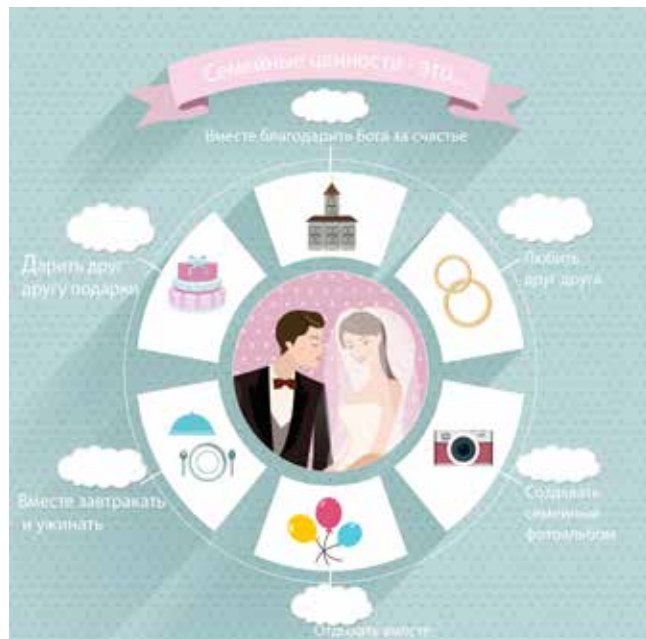 Семейные ценности - это...
Вместе благодарить Бога за счастье
Дарить друг
другу подарки
Любить
друг друга
Вместе завтракать
и ужинать
Создавать
семейный
фотоальбом
Отдыхать вместе